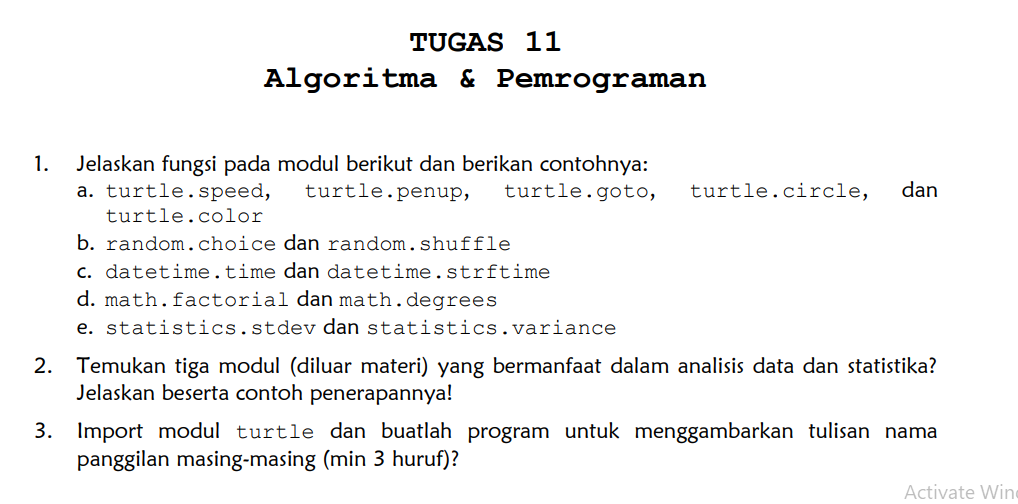 TUGAS 11
Algoritma & Pemrograman
1. Jelaskan fungsi pada modul berikut dan berikan contohnya:
a. turtle.speed, turtle.penup, turtle.goto, turtle.circle, dan
turtle.color
b. random.choice dan random.shuffle
c. datetime.time dan datetime.strftime
d. math.factorial dan math.degrees
e. statistics.stdev dan statistics.variance
2. Temukan tiga modul (diluar materi) yang bermanfaat dalam analisis data dan statistika?
Jelaskan beserta contoh penerapannya!
3. Import modul turtle dan buatlah program untuk menggambarkan tulisan nama
panggilan masing-masing (min 3 huruf)?
Activate Win